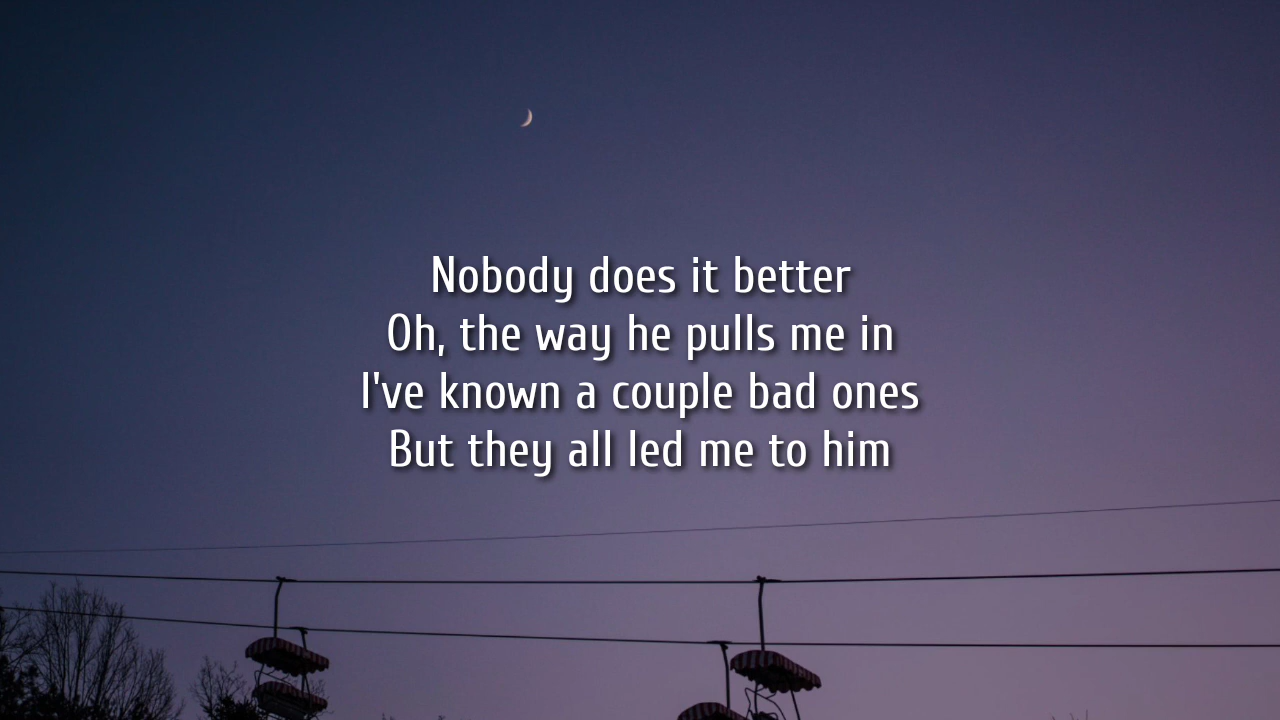 Nobody does it better
Oh, the way he pulls me in
I've known a couple bad ones
But they all led me to him